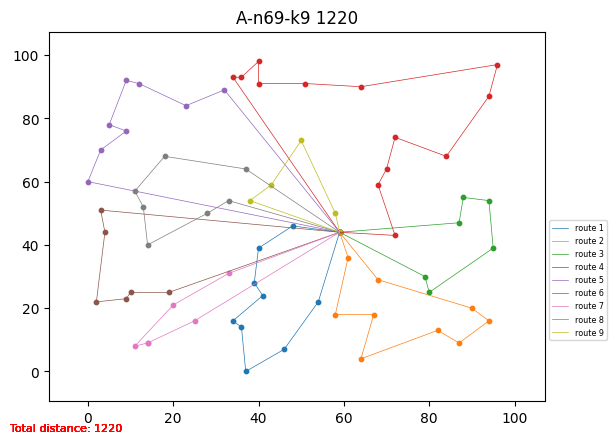 A-n69-k9 1220
100
80
60
40
20
0
0 20 40 60 80 100
route 1
route 2
route 3
route 4
route 5
route 6
route 7
route 8
route 9
Total distance: 1220